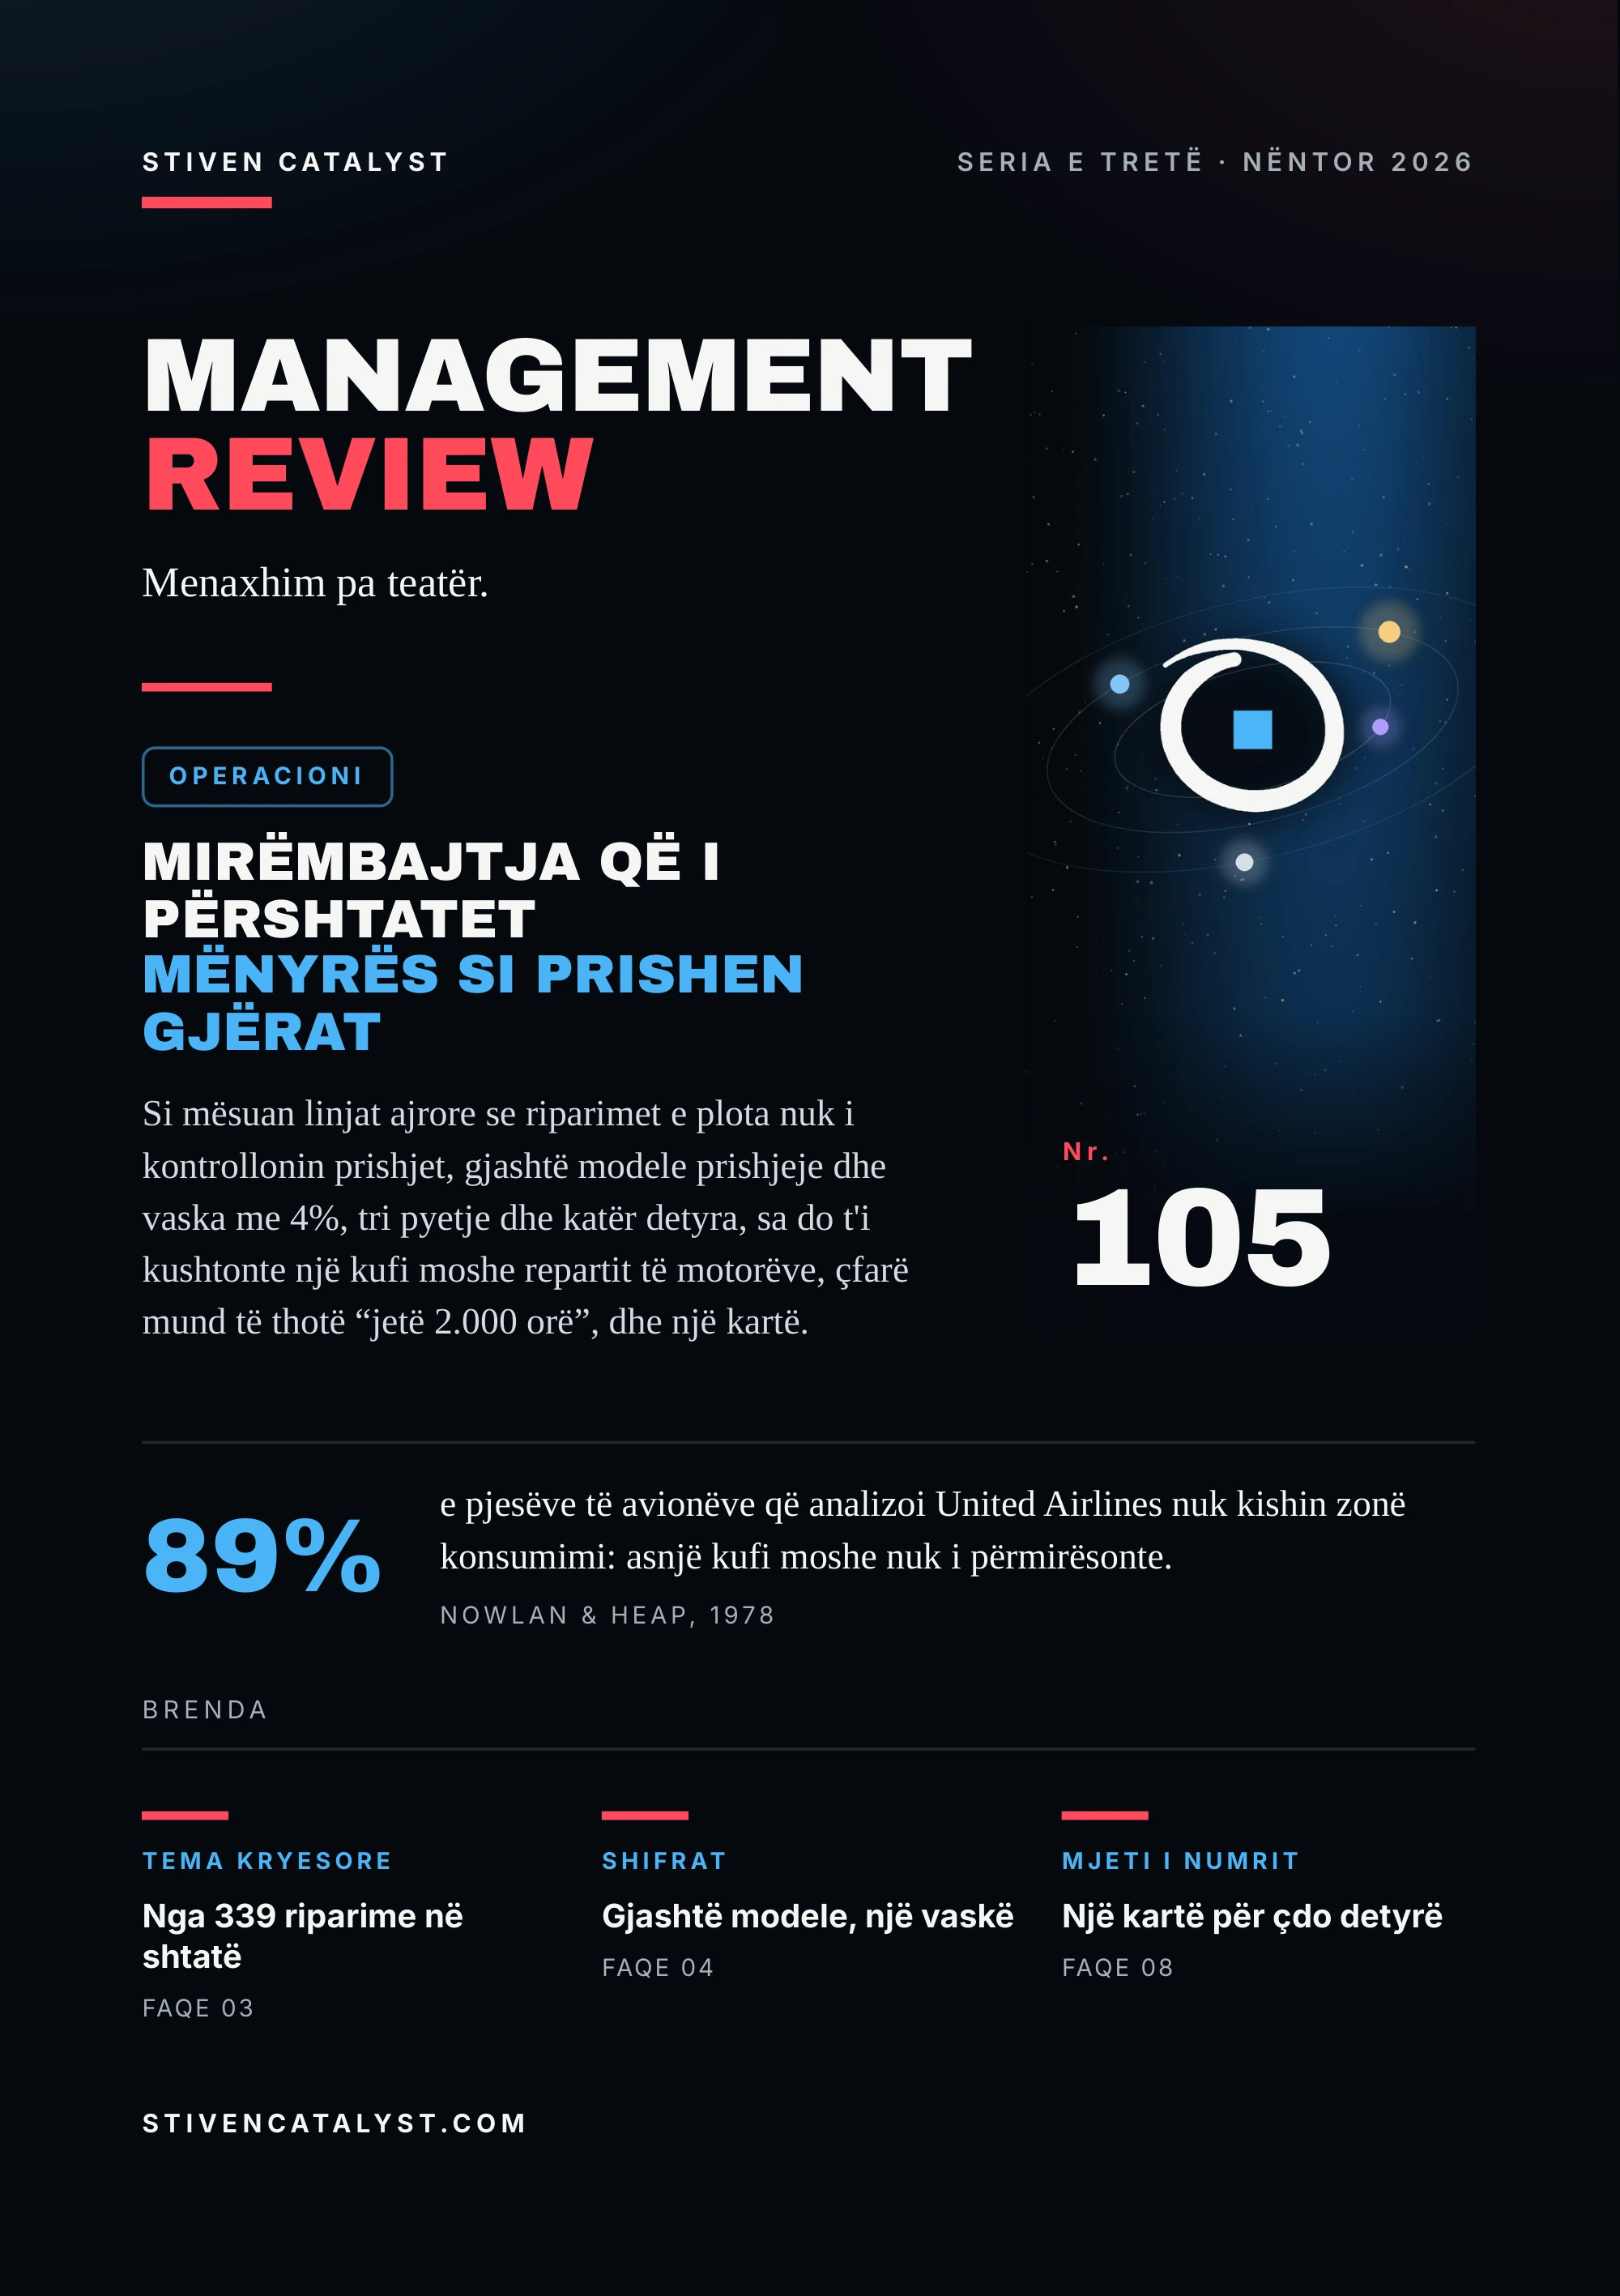 STIVEN CATALYST
SERIA E TRETË · NËNTOR 2026
MANAGEMENT
REVIEW
Menaxhim pa teatër.
OPERACIONI
MIRËMBAJTJA QË I
PËRSHTATET
MËNYRËS SI PRISHEN
GJËRAT
Si mësuan linjat ajrore se riparimet e plota nuk i
kontrollonin prishjet, gjashtë modele prishjeje dhe
vaska me 4%, tri pyetje dhe katër detyra, sa do t'i
kushtonte një kufi moshe repartit të motorëve, çfarë
mund të thotë “jetë 2.000 orë”, dhe një kartë.
Nr.
105
89%
e pjesëve të avionëve që analizoi United Airlines nuk kishin zonë
konsumimi: asnjë kufi moshe nuk i përmirësonte.
NOWLAN & HEAP, 1978
BRENDA
TEMA KRYESORE
Nga 339 riparime në
shtatë
FAQE 03
SHIFRAT
Gjashtë modele, një vaskë
FAQE 04
MJETI I NUMRIT
Një kartë për çdo detyrë
FAQE 08
STIVENCATALYST.COM